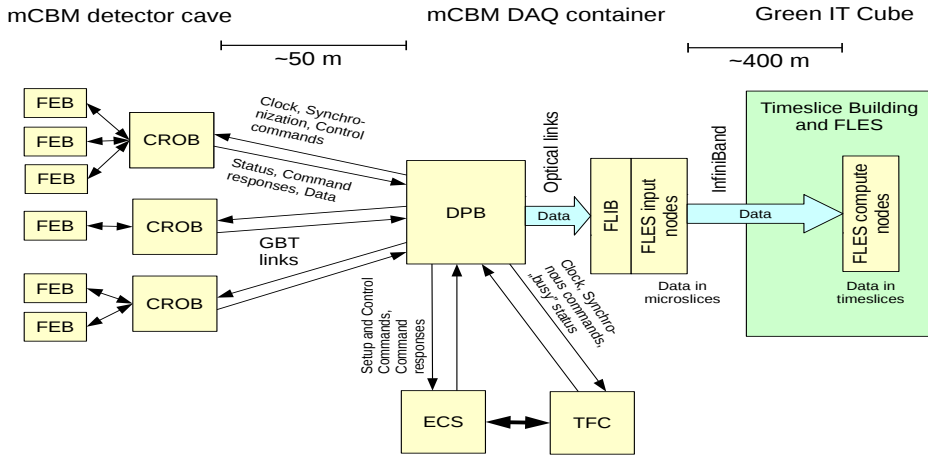 mCBM detector cave
mCBM DAQ container
Green IT Cube
~50 m
~400 m
FEB
FEB
FEB
CROB
Clock, Synchro-
nization, Control
commands
Status, Command
responses, Data
FEB
CROB
GBT
links
FEB
FEB
CROB
DPB
Optical links
Data
FLIB
FLES input
nodes
Data in
microslices
InfiniBand
Data
Timeslice Building
and FLES
FLES compute
nodes
Data in
timeslices
Setup and Control
Commands,
Command
responses
Clock, Synchro-
nous commands,
„busy“ status
ECS
TFC